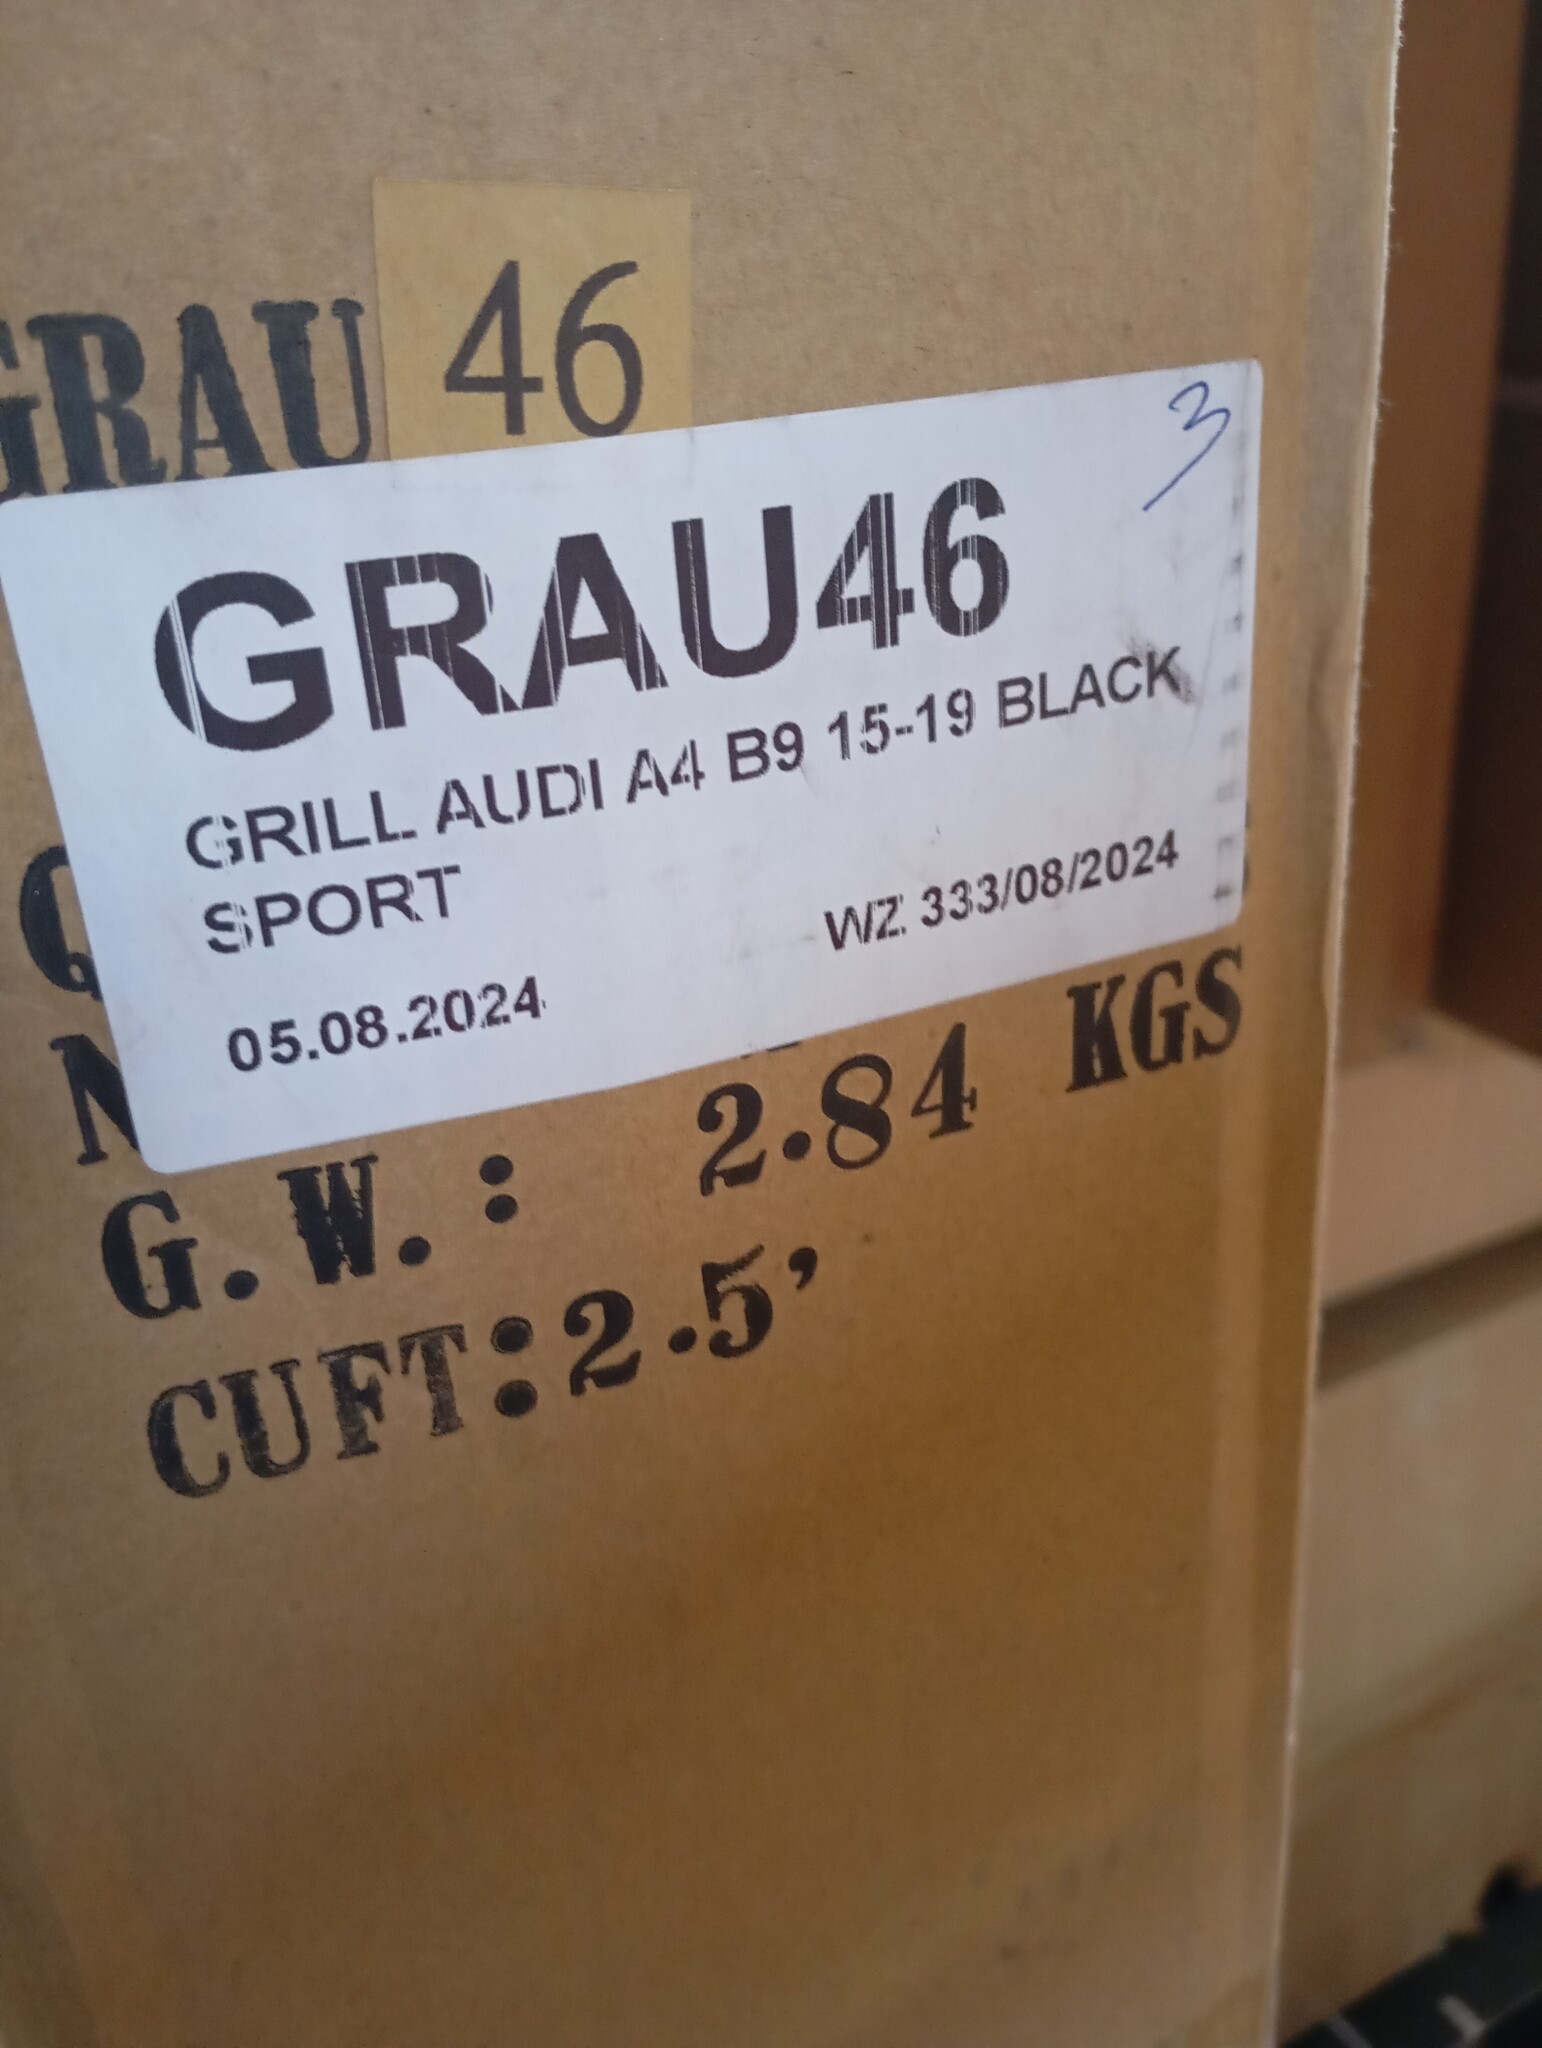 GRAU 46
3
GRAU46
GRILL AUDI A4 B9 15-19 BLACK
SPORT
WZ 333/08/2024
05.08.2024
G.W.: 2.84 KGS
CUFT:2.5'